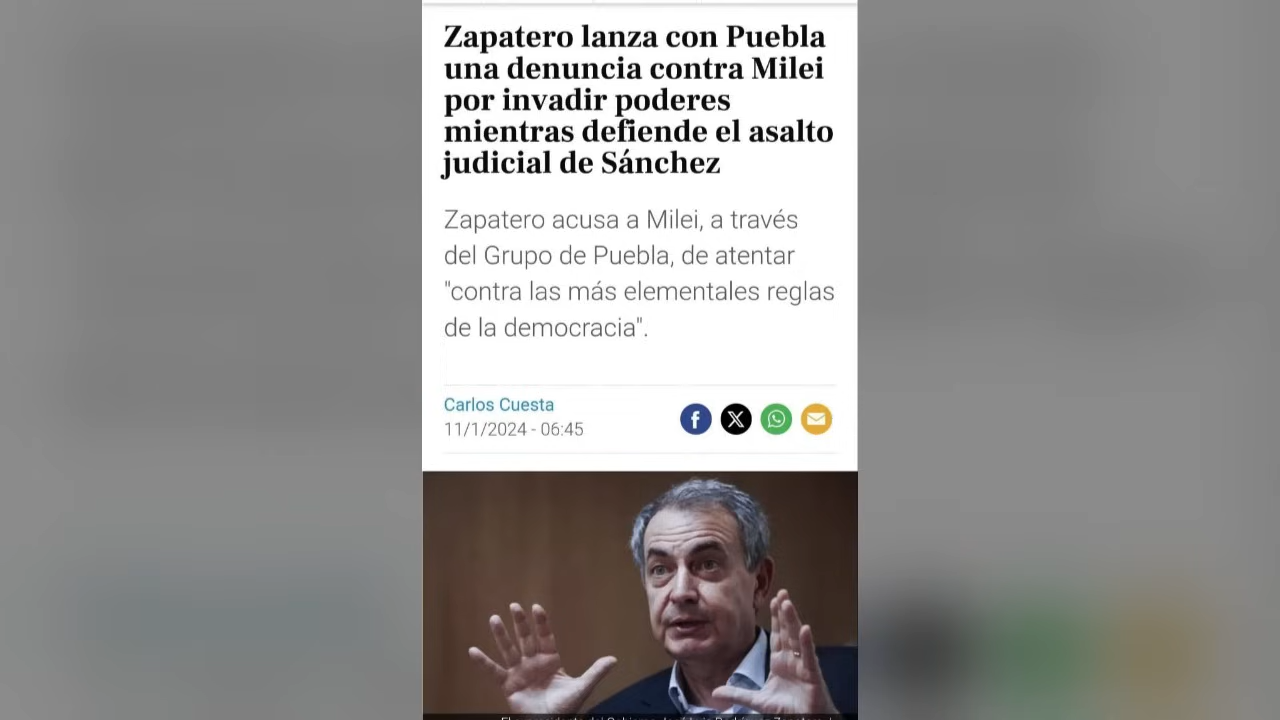 Zapatero lanza con Puebla
una denuncia contra Milei
por invadir poderes
mientras defiende el asalto
judicial de Sánchez
Zapatero acusa a Milei, a través
del Grupo de Puebla, de atentar
"contra las más elementales reglas
de la democracia".
Carlos Cuesta
11/1/2024 - 06:45